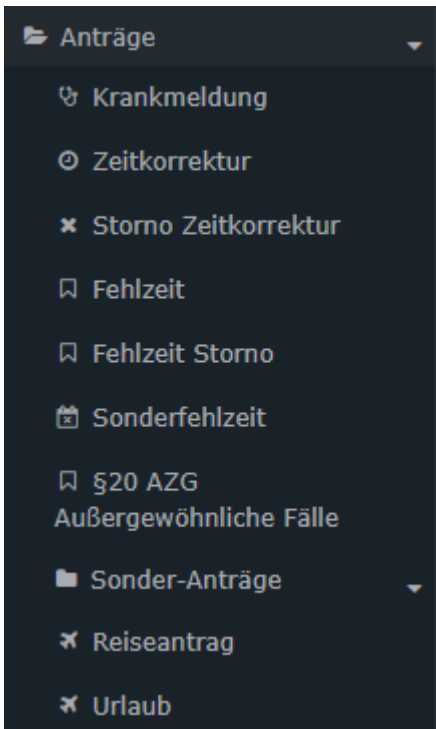 Anträge
Krankmeldung
Zeitkorrektur
Storno Zeitkorrektur
Fehlzeit
Fehlzeit Storno
Sonderfehlzeit
§20 AZG
Außergewöhnliche Fälle
Sonder-Anträge
Reiseantrag
Urlaub